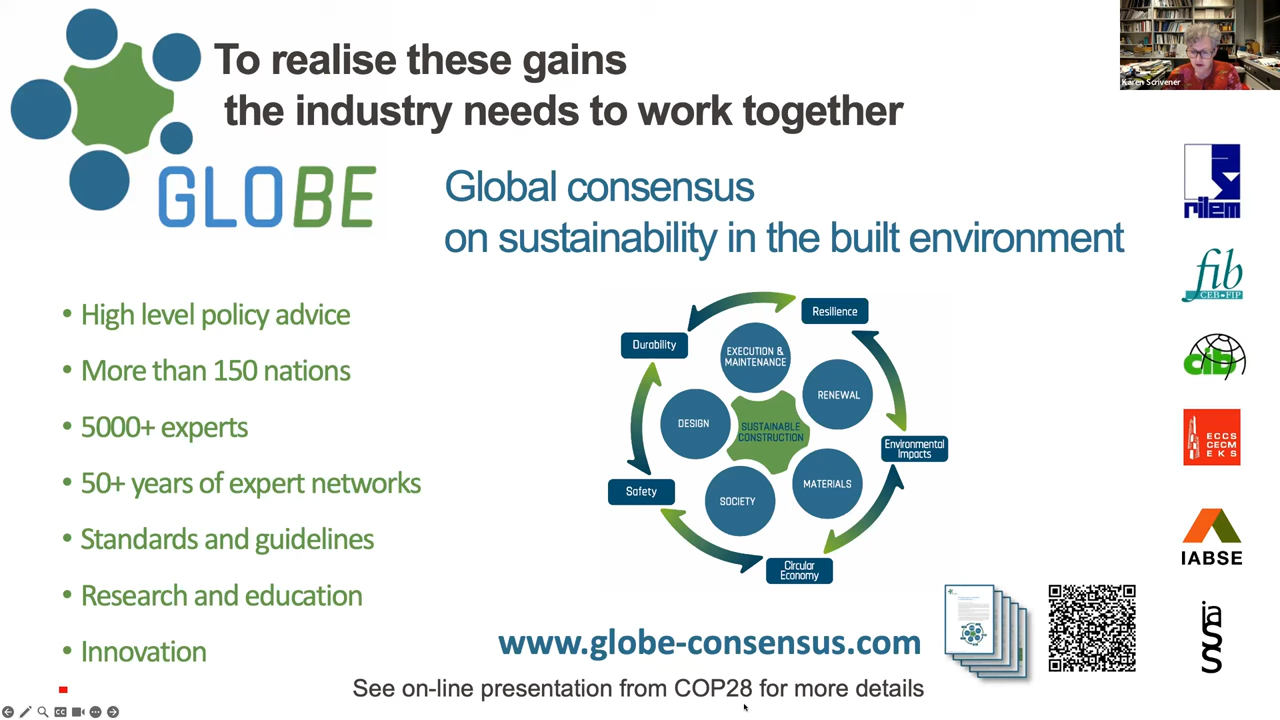 To realise these gains
the industry needs to work together
Karen Scrivener
GLOBE
Global consensus
on sustainability in the built environment
rilem
fib
CEB•FIP
cib
ECCS
CECM
EKS
IABSE
iass
• High level policy advice
• More than 150 nations
• 5000+ experts
• 50+ years of expert networks
• Standards and guidelines
• Research and education
• Innovation
Resilience
Durability
EXECUTION &
MAINTENANCE
RENEWAL
DESIGN
SUSTAINABLE
CONSTRUCTION
Environmental
Impacts
Safety
SOCIETY
MATERIALS
Circular
Economy
www.globe-consensus.com
See on-line presentation from COP28 for more details
CC